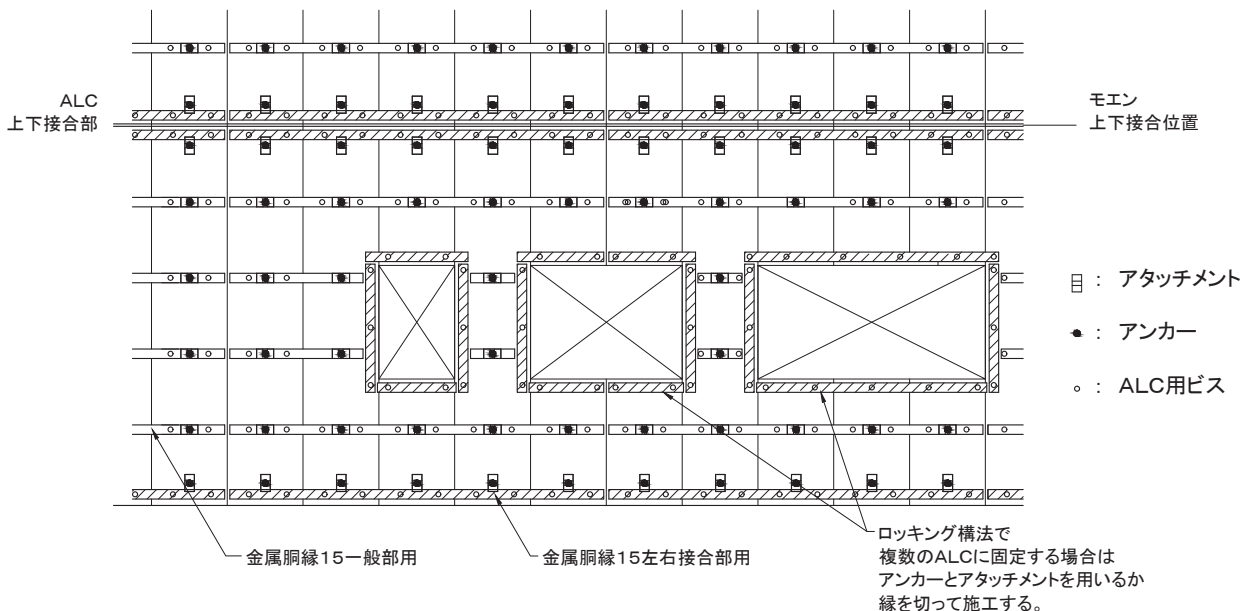 ALC
上下接合部
モエン
上下接合位置
： アタッチメント
： アンカー
： ALC用ビス
金属胴縁15一般部用
金属胴縁15左右接合部用
ロッキング構法で
複数のALCに固定する場合は
アンカーとアタッチメントを用いるか
縁を切って施工する。